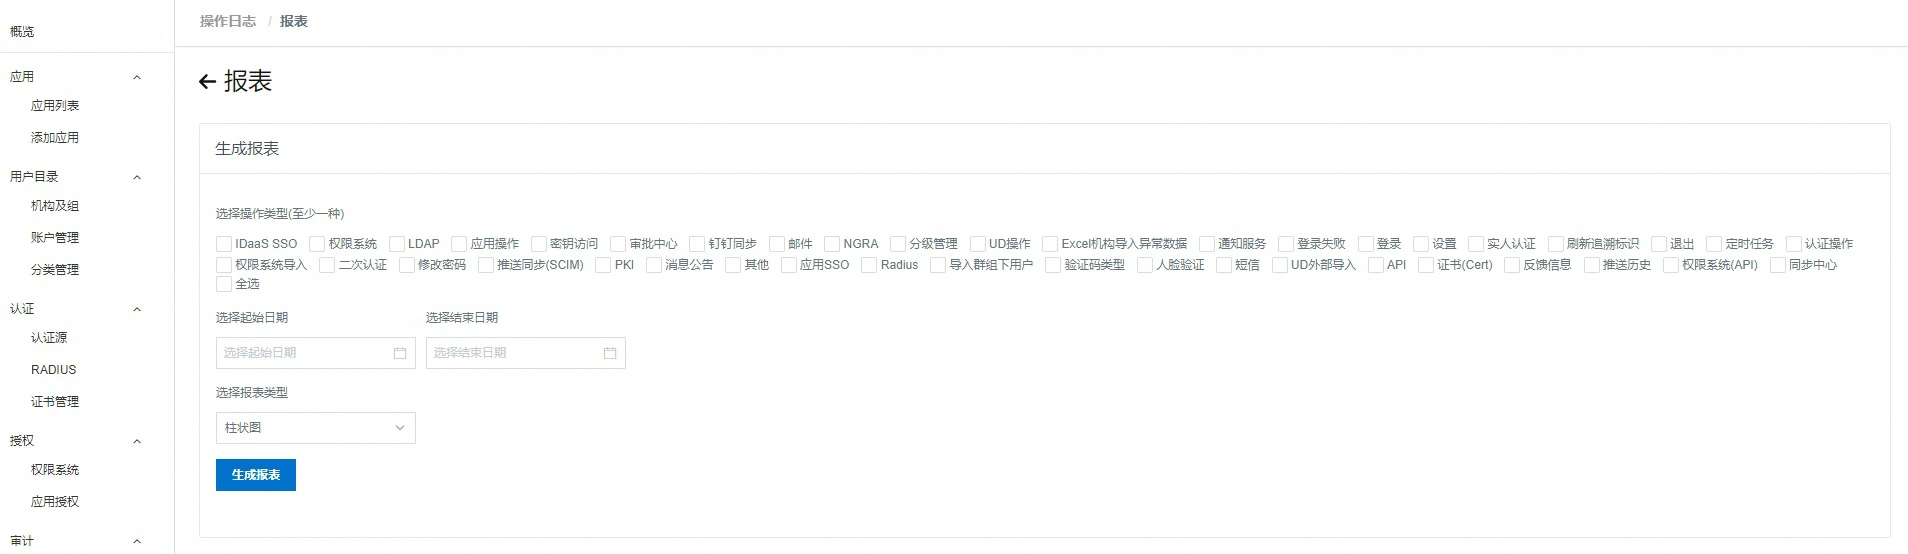 概览
应用
应用列表
添加应用
用户目录
机构及组
账户管理
分类管理
认证
认证源
RADIUS
证书管理
授权
权限系统
应用授权
审计
操作日志 / 报表
报表
生成报表
选择操作类型(至少一种)
IDaaS SSO 权限系统 LDAP 应用操作 密钥访问 审批中心 钉钉同步 邮件 NGRA 分级管理 UD操作 Excel机构导入异常数据 通知服务 登录失败 登录 设置 实人认证 刷新追溯标识 退出 定时任务 认证操作
权限系统导入 二次认证 修改密码 推送同步(SCIM) PKI 消息公告 其他 应用SSO Radius 导入群组下用户 验证码类型 人脸验证 短信 UD外部导入 API 证书(Cert) 反馈信息 推送历史 权限系统(API) 同步中心
全选
选择起始日期 选择结束日期
选择起始日期 选择结束日期
选择报表类型
柱状图
生成报表